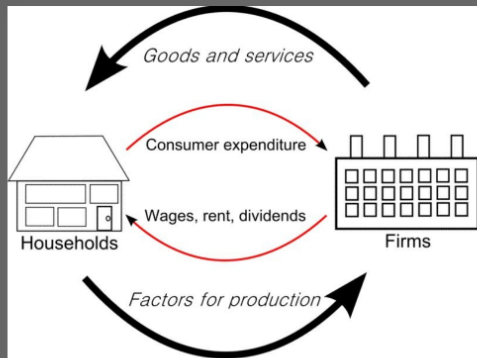 Goods and services
Consumer expenditure
Wages, rent, dividends
Households
Firms
Factors for production